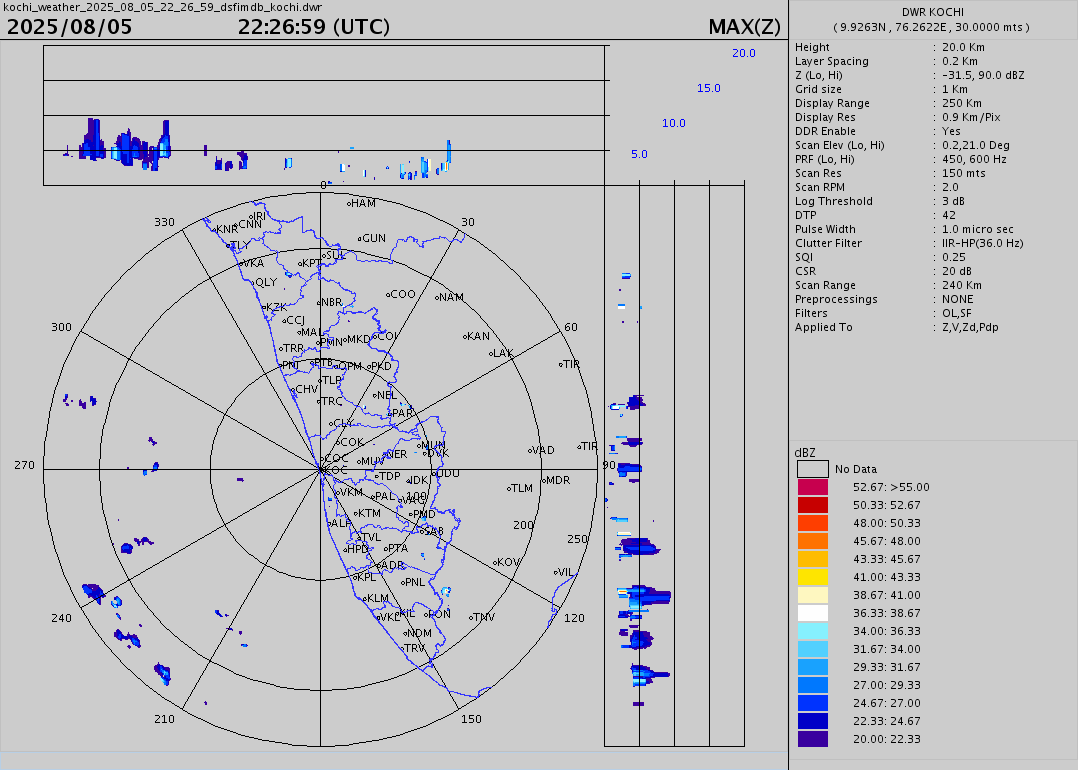 kochi_weather_2025_08_05_22_26_59_dsfimdb_kochi.dwr
2025/08/05 22:26:59 (UTC) MAX(Z)
20.0
15.0
10.0
5.0
0
330
30
300
60
270
90
240
120
210
150
100
200
250
HAM
IRI
CNN
KNR
TLY
GUN
SUL
VKA
KPT
QLY
COO
NAM
NBR
KZK
CCJ
MAL
PMN
MKD
COI
KAN
TRR
LAK
PNI
PTB
OPM
PKD
TIR
TLP
CHV
NEL
TRC
PAR
CLY
COK
MUN
TIR
NER
DVK
VAD
COC
MUV
KOC
TDP
UDU
IDK
MDR
VKM
PAL
VAG
TLM
KTM
PMD
ALP
SAB
TVL
HPD
PTA
ADR
KOV
KPL
PNL
VIL
KLM
VKL
KIL
PON
TNV
NDM
TRV
DWR KOCHI
( 9.9263N , 76.2622E , 30.0000 mts )
Height : 20.0 Km
Layer Spacing : 0.2 Km
Z (Lo, Hi) : -31.5, 90.0 dBZ
Grid size : 1 Km
Display Range : 250 Km
Display Res : 0.9 Km/Pix
DDR Enable : Yes
Scan Elev (Lo, Hi) : 0.2,21.0 Deg
PRF (Lo, Hi) : 450, 600 Hz
Scan Res : 150 mts
Scan RPM : 2.0
Log Threshold : 3 dB
DTP : 42
Pulse Width : 1.0 micro sec
Clutter Filter : IIR-HP(36.0 Hz)
SQI : 0.25
CSR : 20 dB
Scan Range : 240 Km
Preprocessings : NONE
Filters : OL,SF
Applied To : Z,V,Zd,Pdp
dBZ
No Data
52.67: >55.00
50.33: 52.67
48.00: 50.33
45.67: 48.00
43.33: 45.67
41.00: 43.33
38.67: 41.00
36.33: 38.67
34.00: 36.33
31.67: 34.00
29.33: 31.67
27.00: 29.33
24.67: 27.00
22.33: 24.67
20.00: 22.33